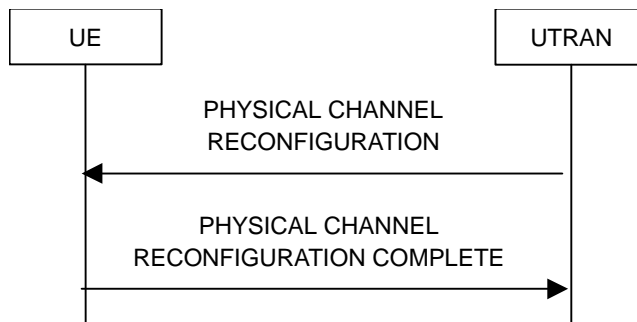 UE
UTRAN
PHYSICAL CHANNEL
RECONFIGURATION
PHYSICAL CHANNEL
RECONFIGURATION COMPLETE